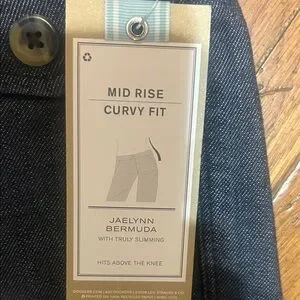 MID RISE
CURVY FIT
JAELYNN
BERMUDA
WITH TRULY SLIMMING
HITS ABOVE THE KNEE